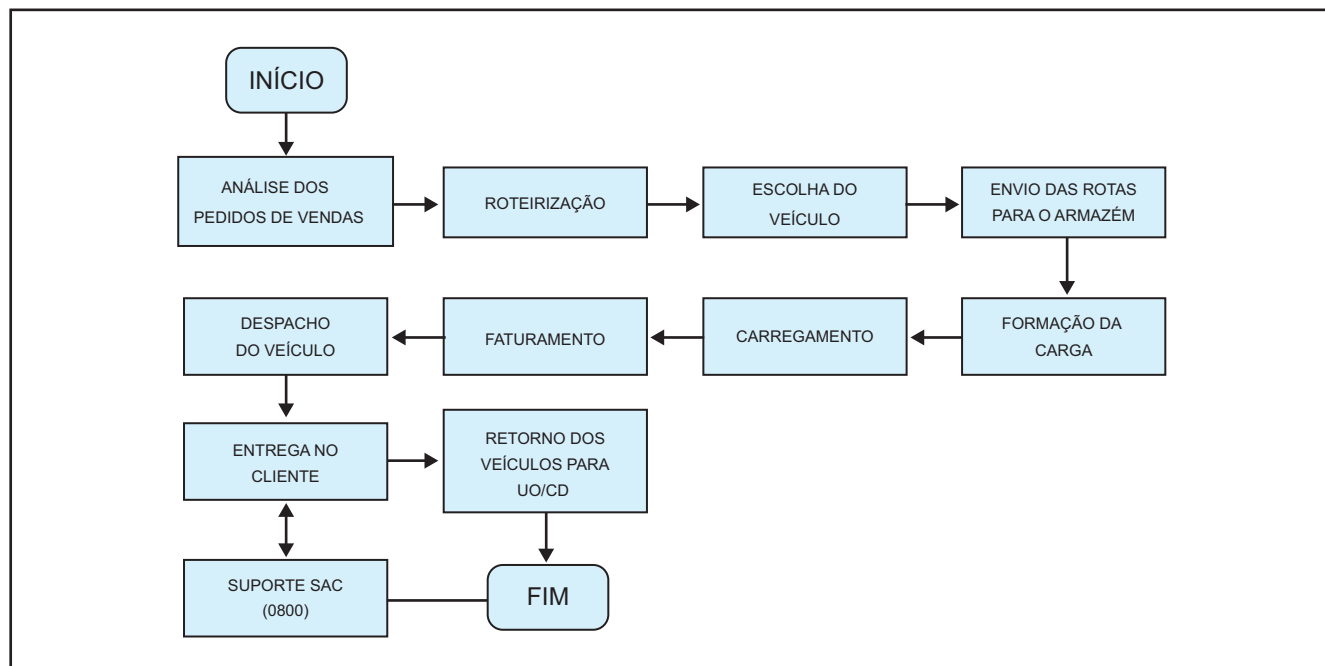 INÍCIO
ANÁLISE DOS
PEDIDOS DE VENDAS
ROTEIRIZAÇÃO
ESCOLHA DO
VEÍCULO
ENVIO DAS ROTAS
PARA O ARMAZÉM
FORMAÇÃO DA
CARGA
CARREGAMENTO
FATURAMENTO
DESPACHO
DO VEÍCULO
ENTREGA NO
CLIENTE
RETORNO DOS
VEÍCULOS PARA
UO/CD
SUPORTE SAC
(0800)
FIM